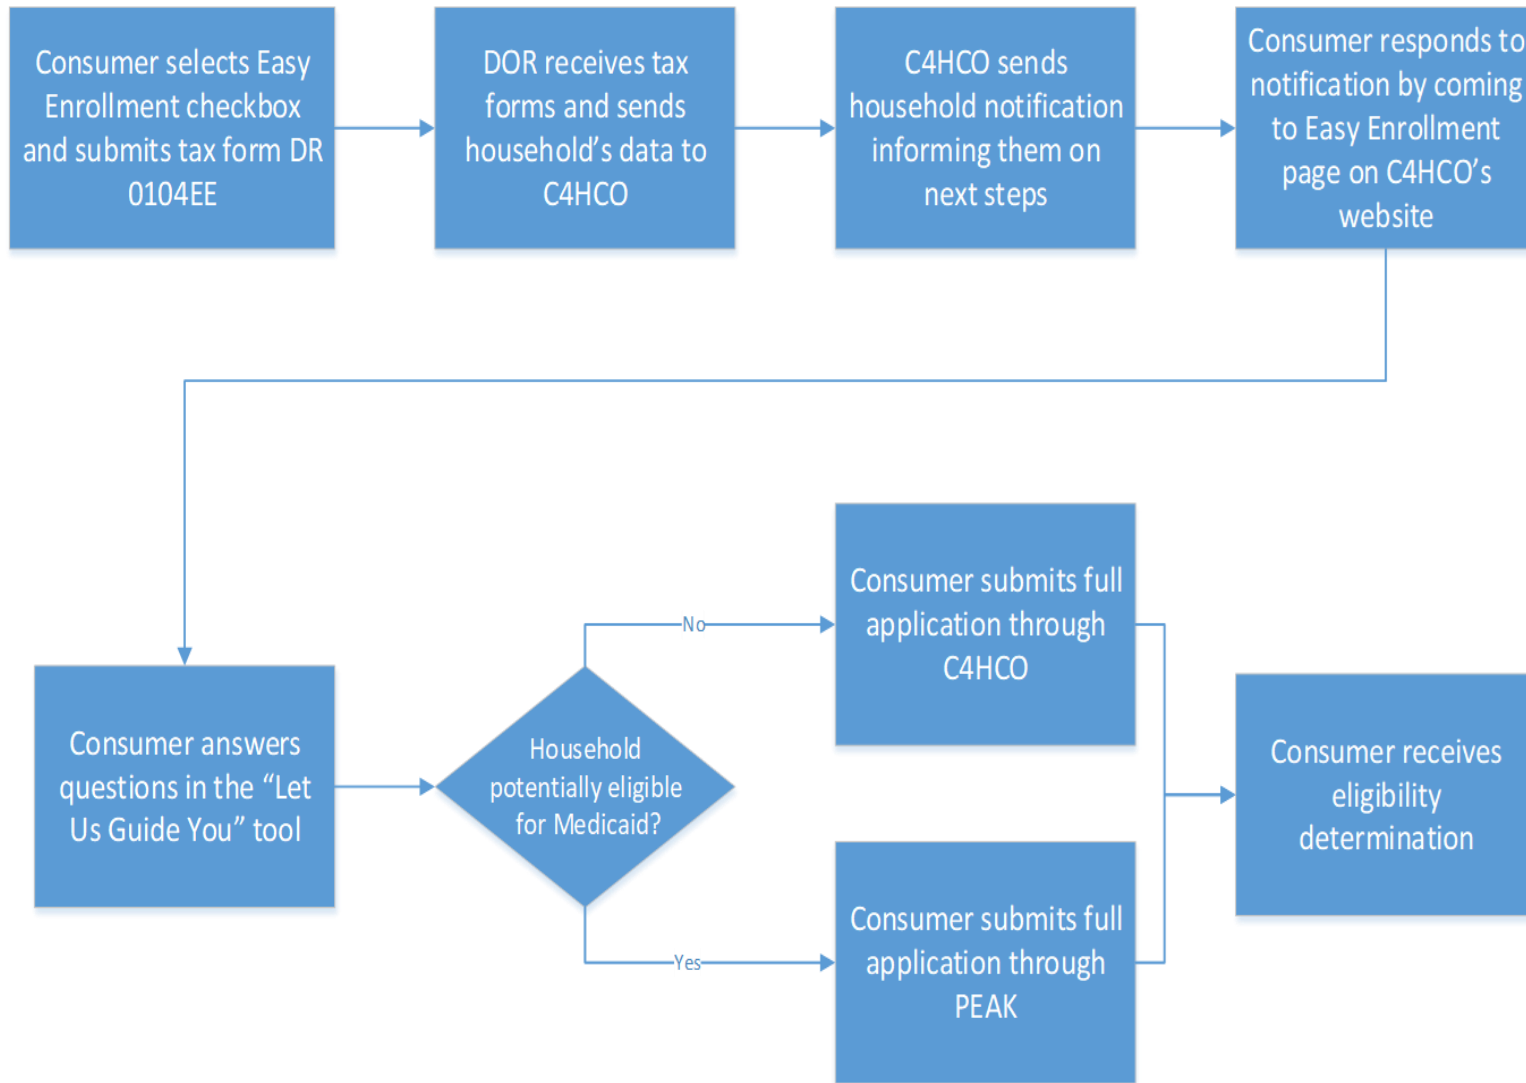 Consumer selects Easy
Enrollment checkbox
and submits tax form DR
0104EE
DOR receives tax
forms and sends
household’s data to
C4HCO
C4HCO sends
household notification
informing them on
next steps
Consumer responds to
notification by coming
to Easy Enrollment
page on C4HCO’s
website
Consumer answers
questions in the “Let
Us Guide You” tool
Household
potentially eligible
for Medicaid?
No
Yes
Consumer submits full
application through
C4HCO
Consumer submits full
application through
PEAK
Consumer receives
eligibility
determination